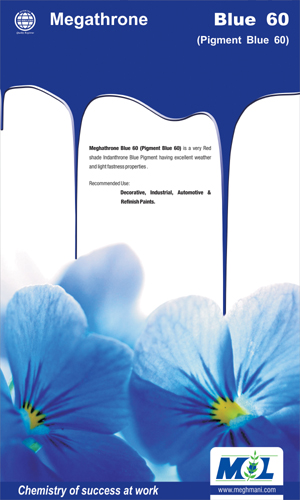 Megathrone
Blue 60
(Pigment Blue 60)
Meghathrone Blue 60 (Pigment Blue 60) is a very Red
shade Indanthrone Blue Pigment having excellent weather
and light fastness properties .
Recommended Use:
Decorative, Industrial, Automotive &
Refinish Paints.
Chemistry of success at work
MOL
www.meghmani.com